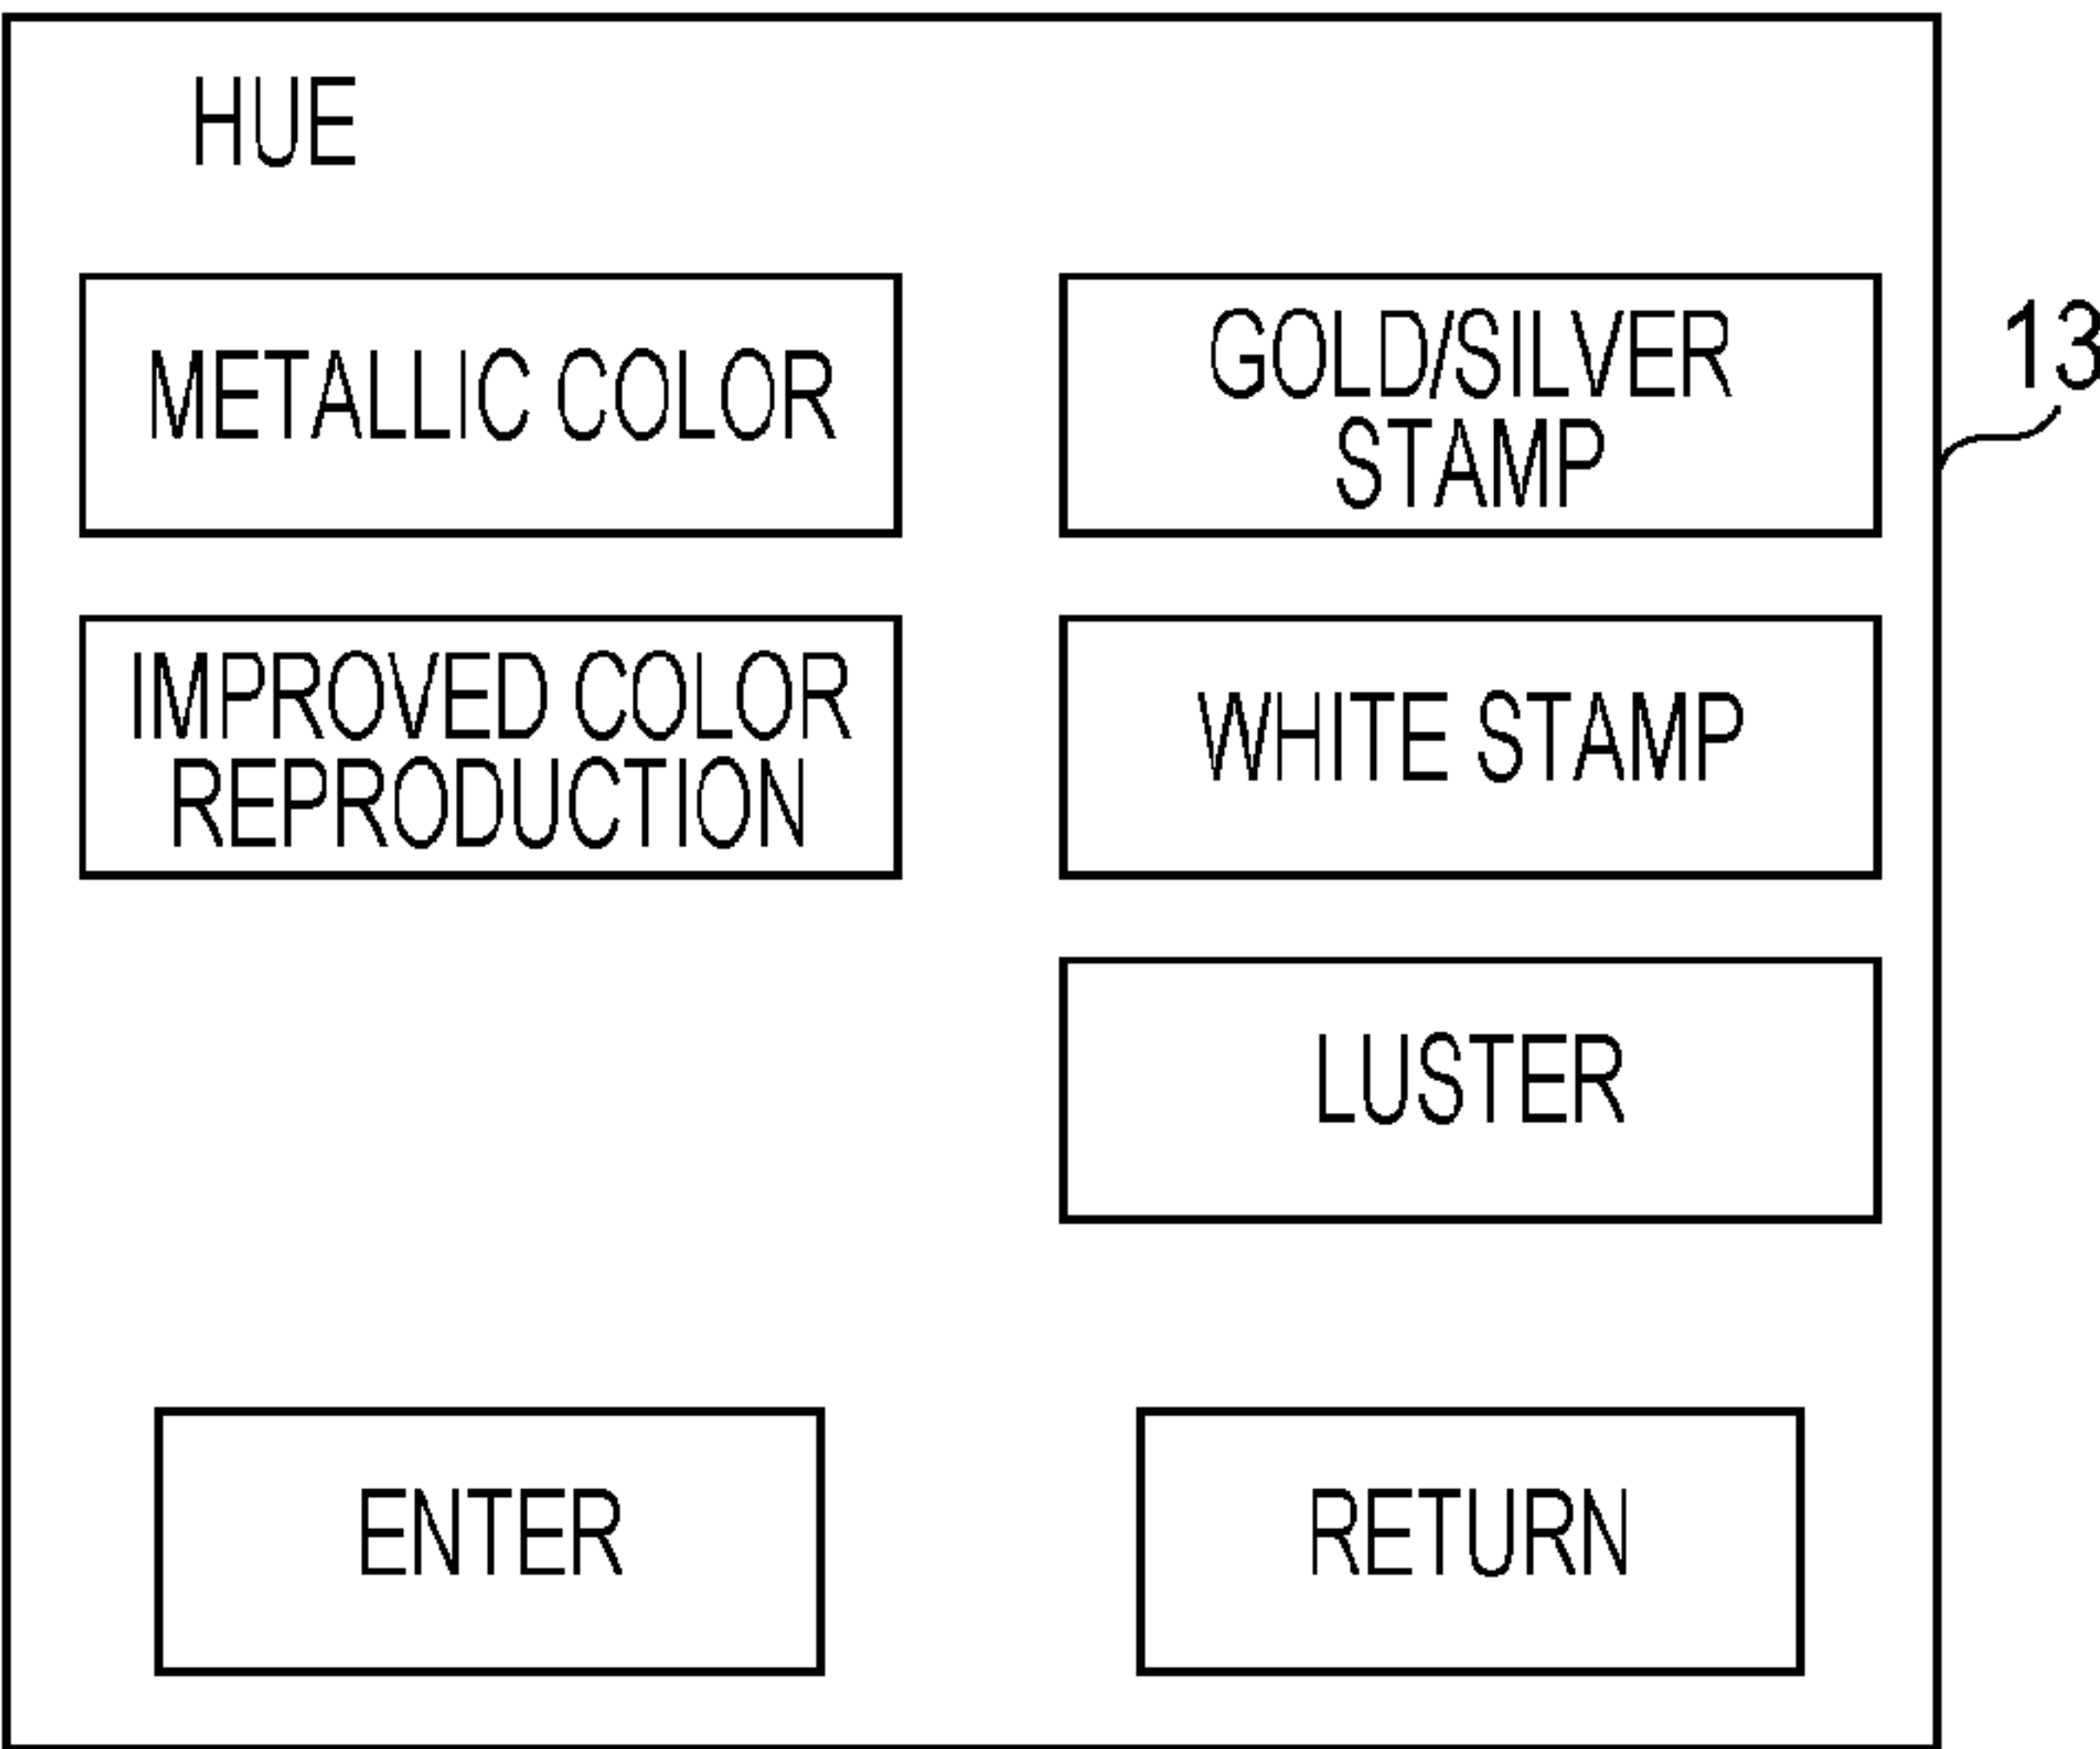 HUE
METALLIC COLOR
GOLD/SILVER
STAMP
13
IMPROVED COLOR
REPRODUCTION
WHITE STAMP
LUSTER
ENTER
RETURN